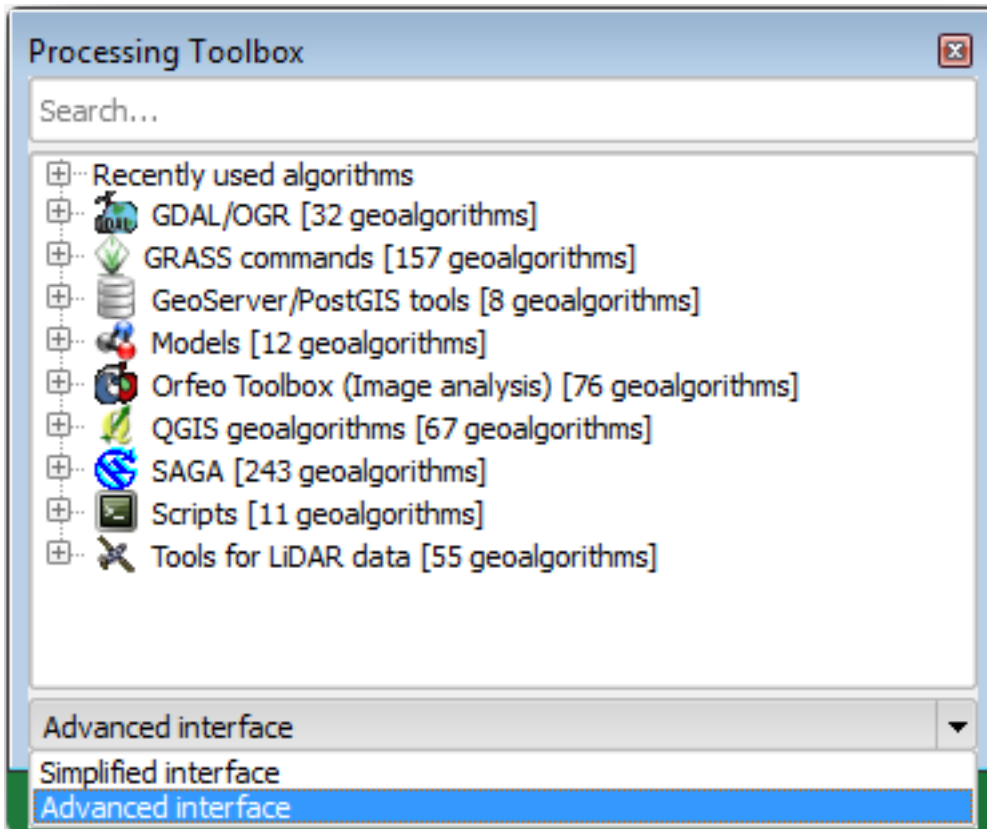 Processing Toolbox
Search...
Recently used algorithms
GDAL/OGR [32 geoalgorithms]
GRASS commands [157 geoalgorithms]
GeoServer/PostGIS tools [8 geoalgorithms]
Models [12 geoalgorithms]
Orfeo Toolbox (Image analysis) [76 geoalgorithms]
QGIS geoalgorithms [67 geoalgorithms]
SAGA [243 geoalgorithms]
Scripts [11 geoalgorithms]
Tools for LiDAR data [55 geoalgorithms]
Advanced interface
Simplified interface
Advanced interface